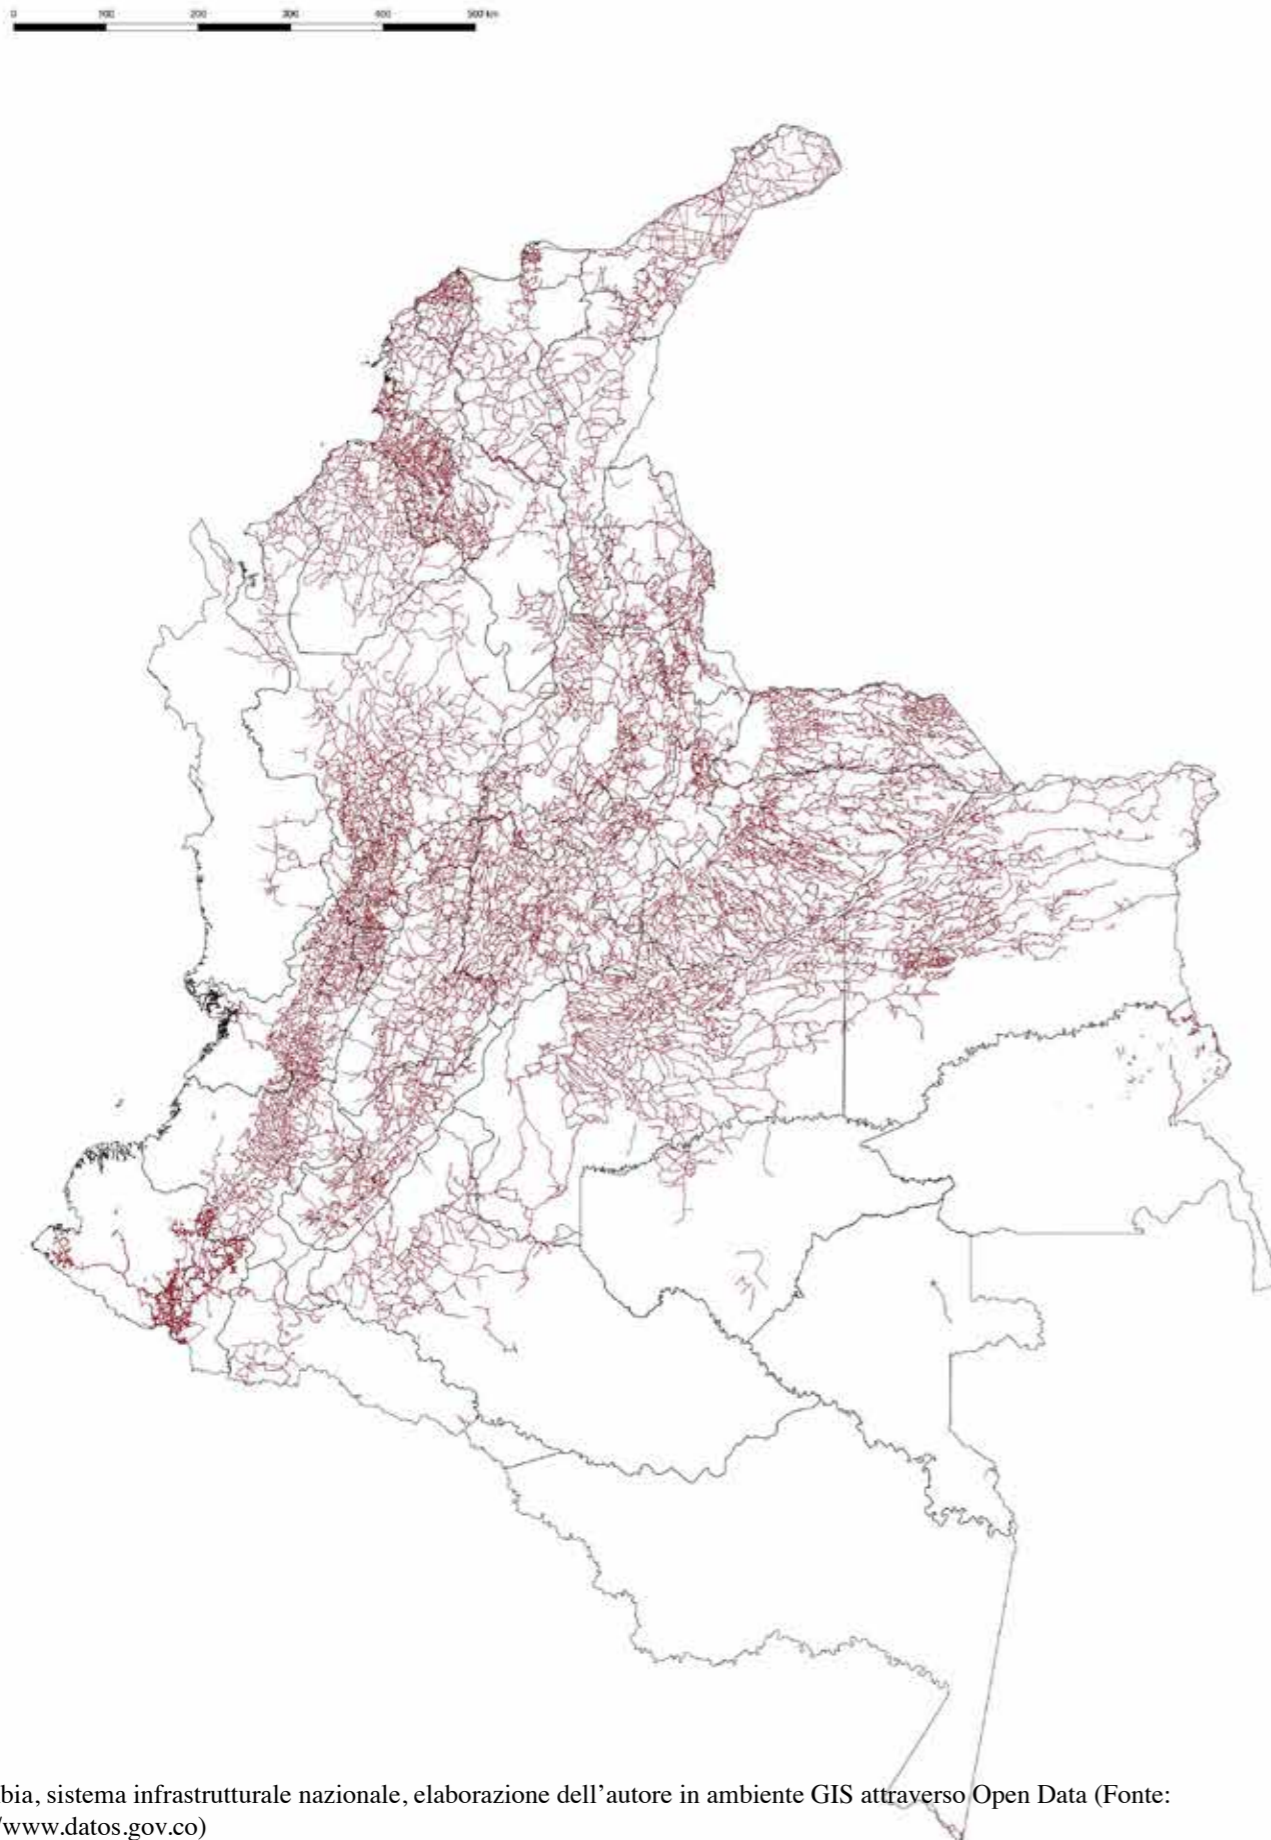 0 100 200 300 400 500 km
bia, sistema infrastrutturale nazionale, elaborazione dell’autore in ambiente GIS attraverso Open Data (Fonte:
/www.datos.gov.co)